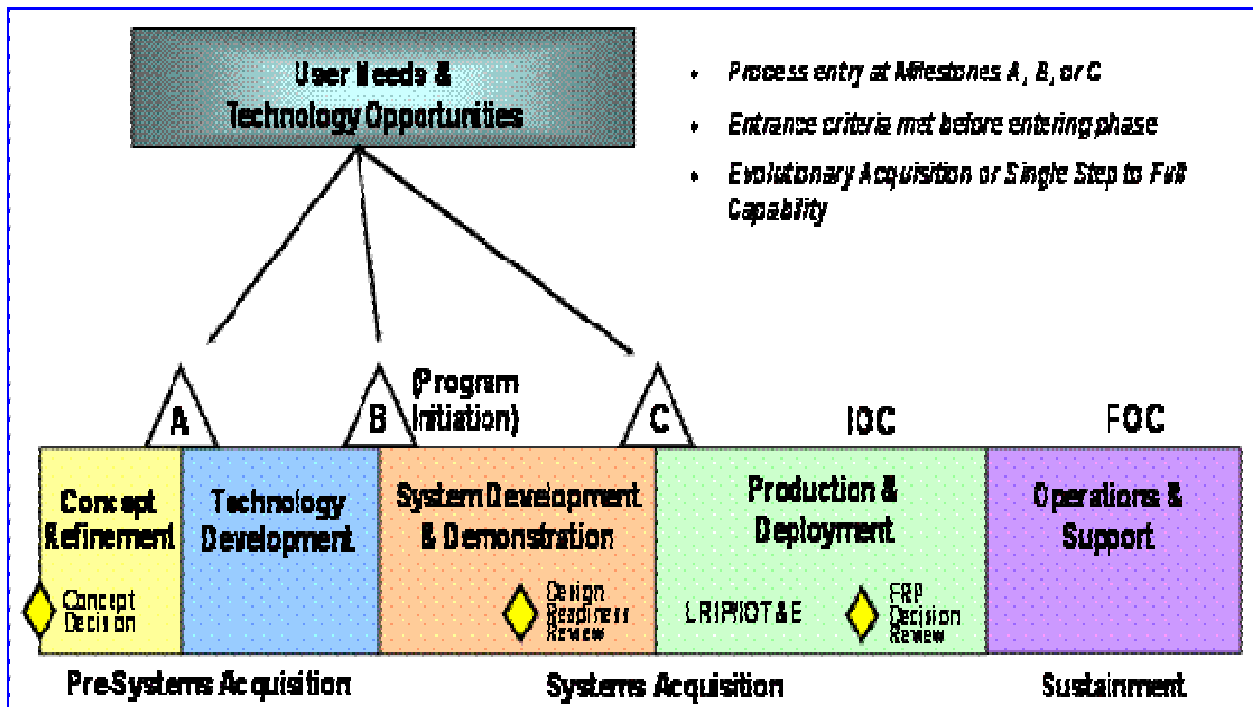 User Needs &
Technology Opportunities
• Process entry at Milestones A, B, or C
• Entrance criteria met before entering phase
• Evolutionary Acquisition or Single Step to Full
Capability
A
B
(Program
Initiation)
C
IOC
FOC
Concept
Refinement
Technology
Development
System Development
& Demonstration
Production &
Deployment
Operations &
Support
Concept
Decision
Design
Readiness
Review
LRIP/IOT&E
FRP
Decision
Review
Pre-Systems Acquisition
Systems Acquisition
Sustainment